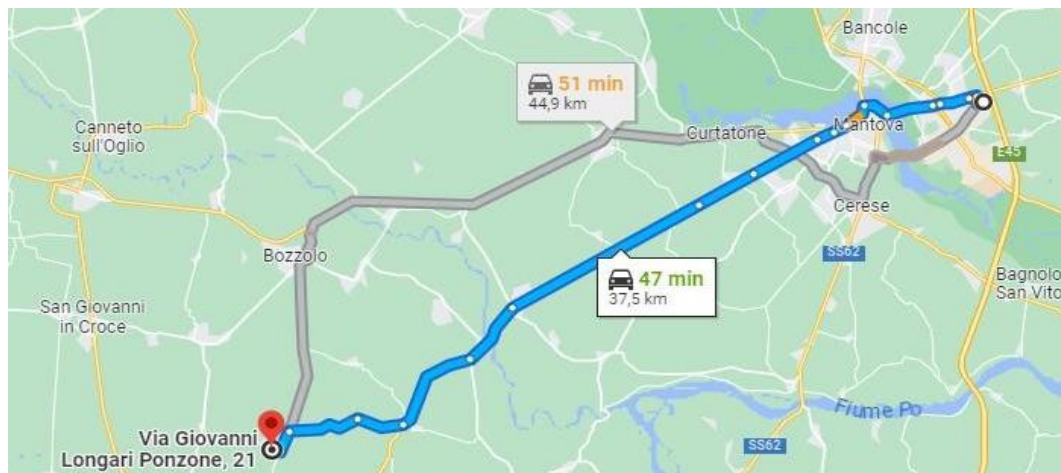 Bancole
51 min
44,9 km
Canneto
sull'Oglio
Curtatone
Mantova
E45
Cerese
SS62
Bozzolo
47 min
37,5 km
Bagnolo
San Vito
San Giovanni
in Croce
Fiume Po
Via Giovanni
Longari Ponzone, 21
SS62